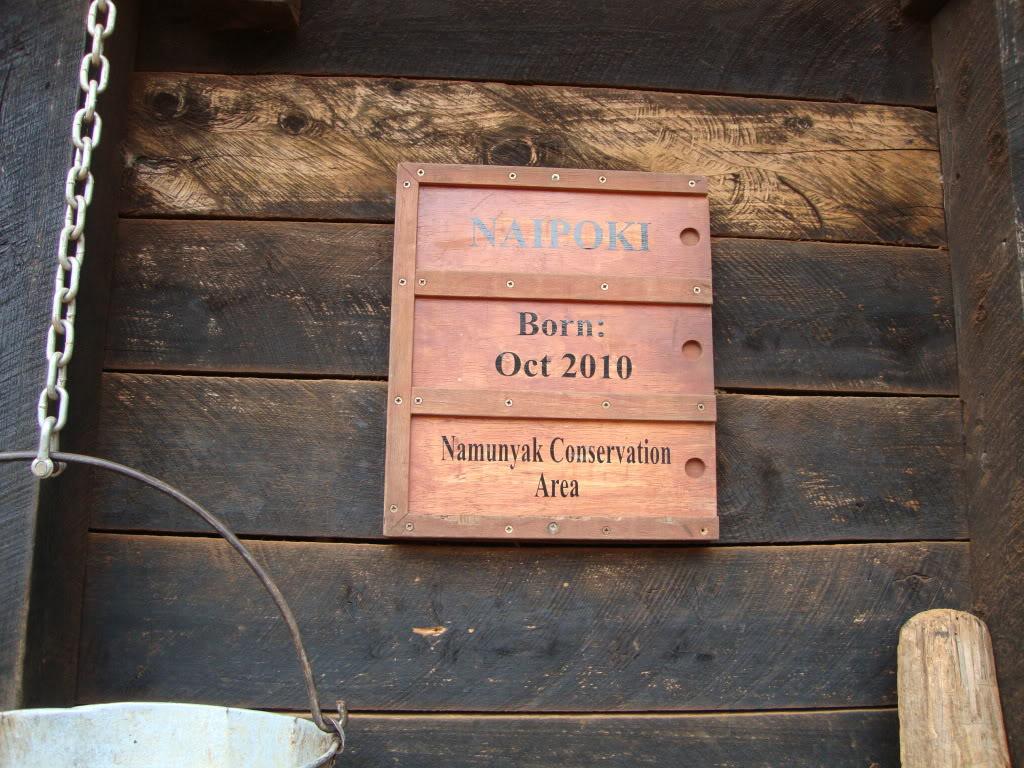 NAIPOKI
Born:
Oct 2010
Namunyak Conservation
Area